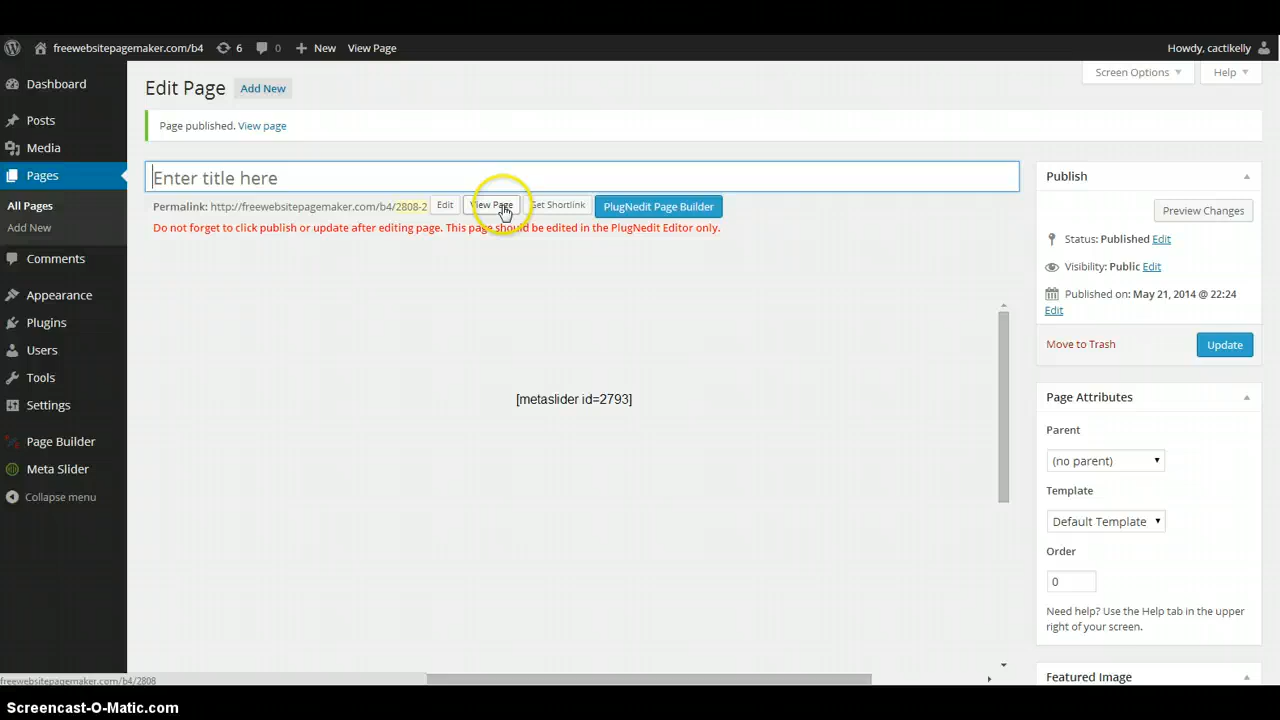 freewebsitepagemaker.com/b4 6 0 New View Page Howdy, cactikelly
Screen Options Help
Dashboard
Posts
Media
Pages
All Pages
Add New
Comments
Appearance
Plugins
Users
Tools
Settings
Page Builder
Meta Slider
Collapse menu
Edit Page Add New
Page published. View page
Enter title here
Permalink: http://freewebsitepagemaker.com/b4/2808-2 Edit View Page Get Shortlink PlugNedit Page Builder
Do not forget to click publish or update after editing page. This page should be edited in the PlugNedit Editor only.
[metaslider id=2793]
Publish
Preview Changes
Status: Published Edit
Visibility: Public Edit
Published on: May 21, 2014 @ 22:24
Edit
Move to Trash Update
Page Attributes
Parent
(no parent)
Template
Default Template
Order
0
Need help? Use the Help tab in the upper
right of your screen.
Featured Image
freewebsitepagemaker.com/b4/2808
Screencast-O-Matic.com